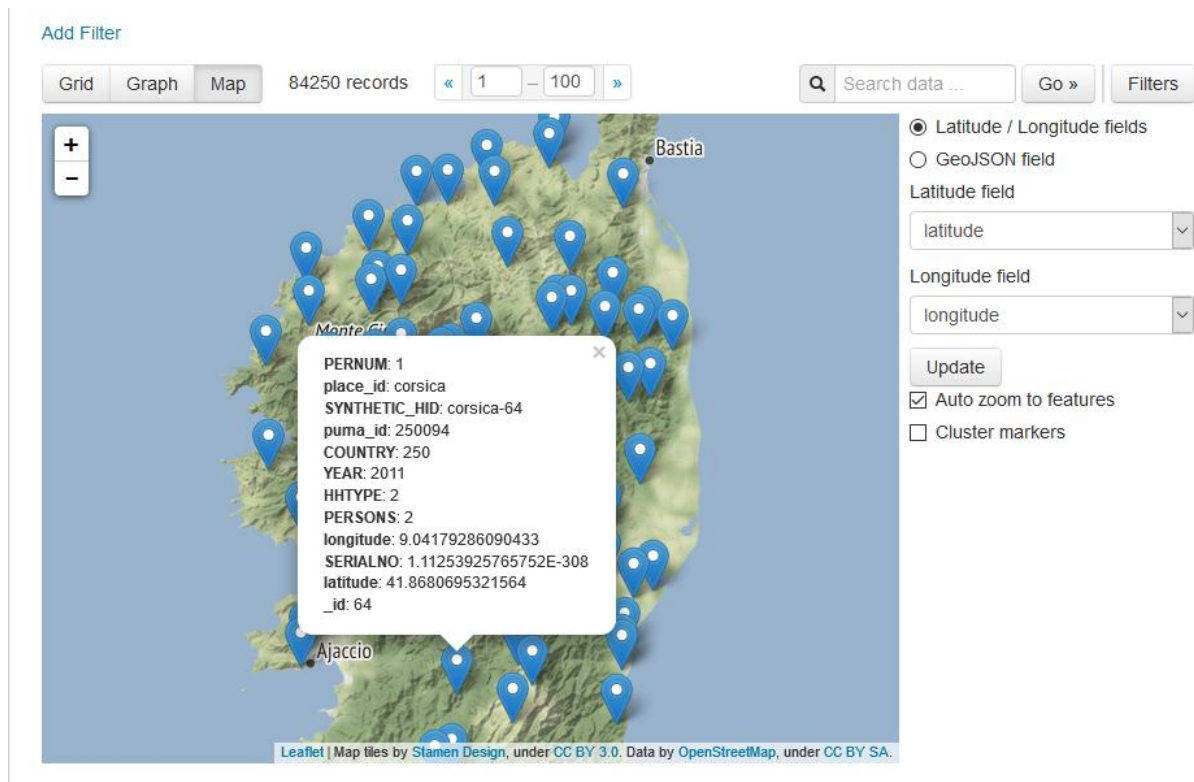 Add Filter
Grid Graph Map 84250 records « 1 – 100 » Search data ... Go » Filters
+
−
Bastia
Latitude / Longitude fields
GeoJSON field
Latitude field
latitude
Longitude field
longitude
Update
Auto zoom to features
Cluster markers
Monte
×
PERNUM: 1
place_id: corsica
SYNTHETIC_HID: corsica-64
puma_id: 250094
COUNTRY: 250
YEAR: 2011
HHTYPE: 2
PERSONS: 2
longitude: 9.04179286090433
SERIALNO: 1.11253925765752E-308
latitude: 41.8680695321564
_id: 64
Ajaccio
Leaflet | Map tiles by Stamen Design, under CC BY 3.0. Data by OpenStreetMap, under CC BY SA.